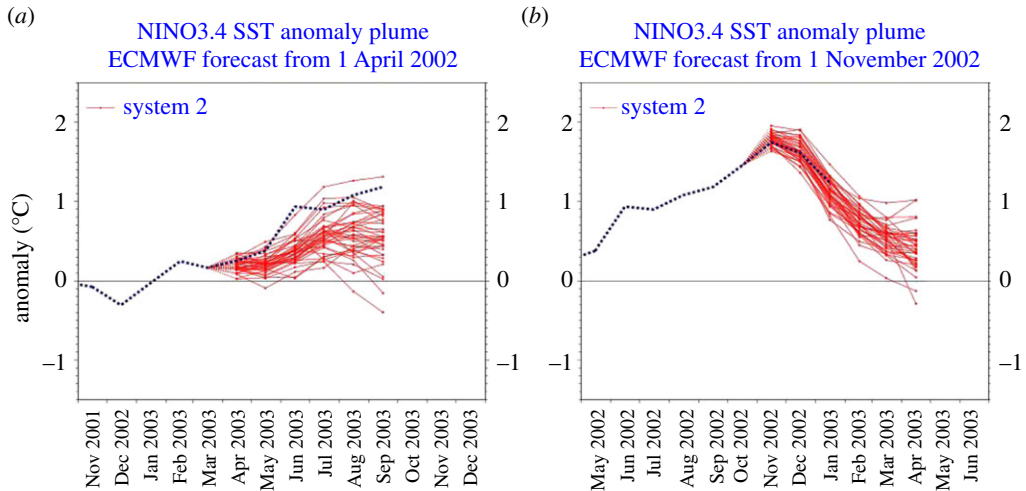 (a)
NINO3.4 SST anomaly plume
ECMWF forecast from 1 April 2002
system 2
anomaly (°C)
2
1
0
–1
2
1
0
–1
Nov 2001
Dec 2002
Jan 2003
Feb 2003
Mar 2003
Apr 2003
May 2003
Jun 2003
Jul 2003
Aug 2003
Sep 2003
Oct 2003
Nov 2003
Dec 2003
(b)
NINO3.4 SST anomaly plume
ECMWF forecast from 1 November 2002
system 2
2
1
0
–1
2
1
0
–1
May 2002
Jun 2002
Jul 2002
Aug 2002
Sep 2002
Oct 2002
Nov 2002
Dec 2002
Jan 2003
Feb 2003
Mar 2003
Apr 2003
May 2003
Jun 2003